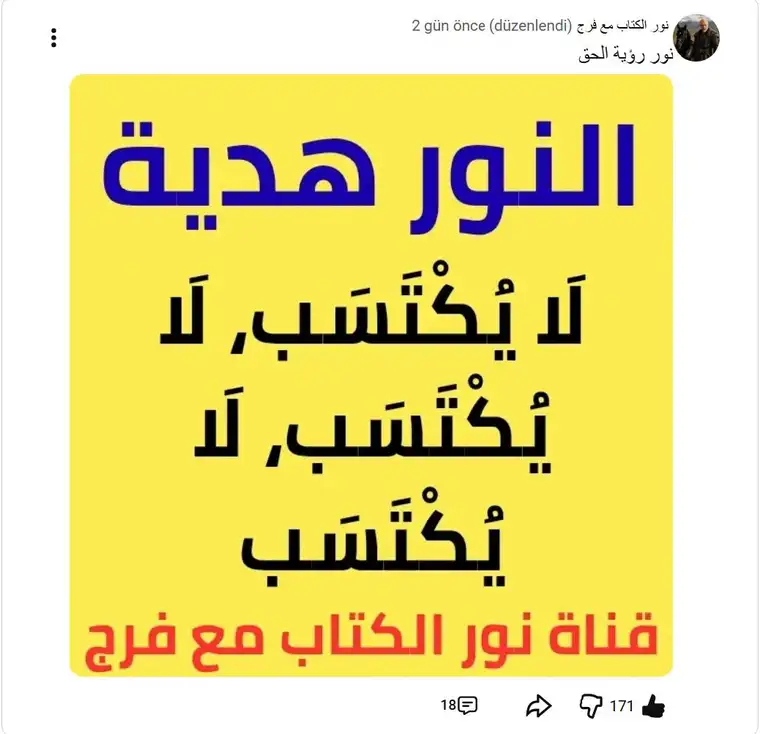 نور الكتاب مع فرج 2 gün önce (düzenlendi)
نور رؤية الحق
النور هدية
لَا يُكْتَسَب, لَا
يُكْتَسَب, لَا
يُكْتَسَب
قناة نور الكتاب مع فرج
171
18